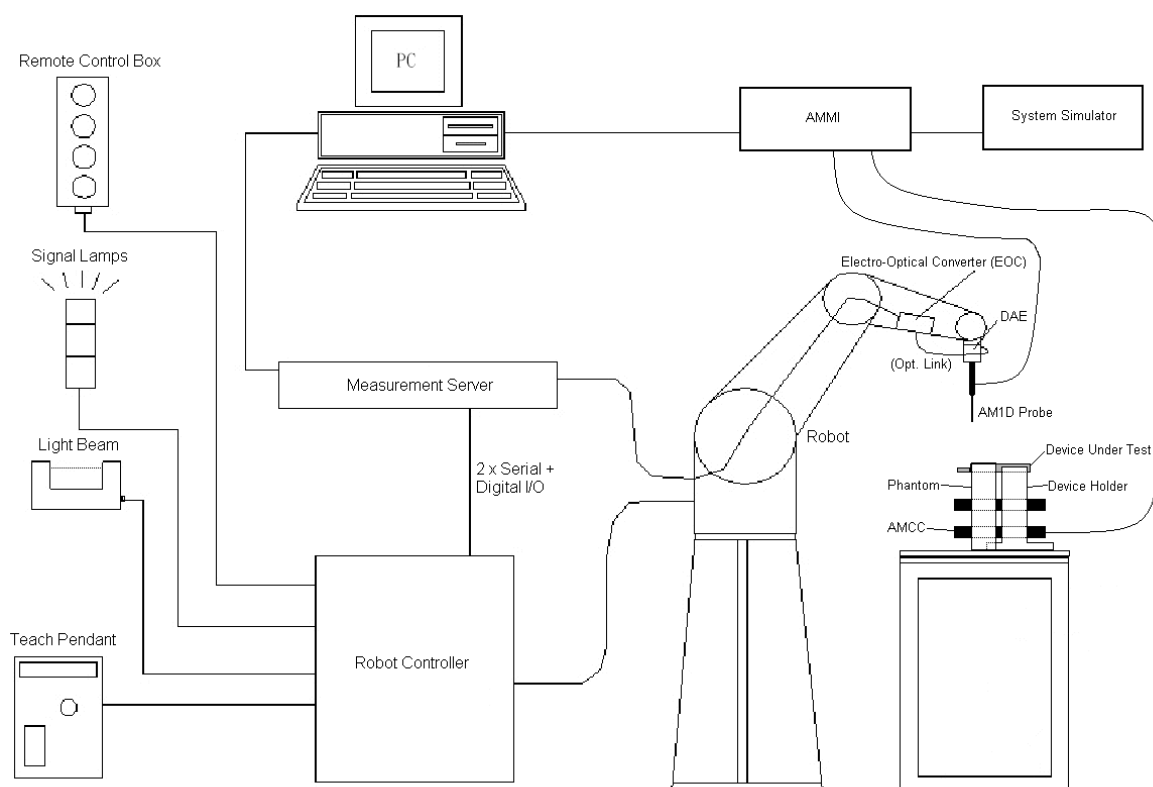 Remote Control Box
PC
AMMI
System Simulator
Signal Lamps
Electro-Optical Converter (EOC)
DAE
(Opt. Link)
Measurement Server
AM1D Probe
Light Beam
Robot
2 x Serial +
Digital I/O
Device Under Test
Phantom
Device Holder
AMCC
Teach Pendant
Robot Controller